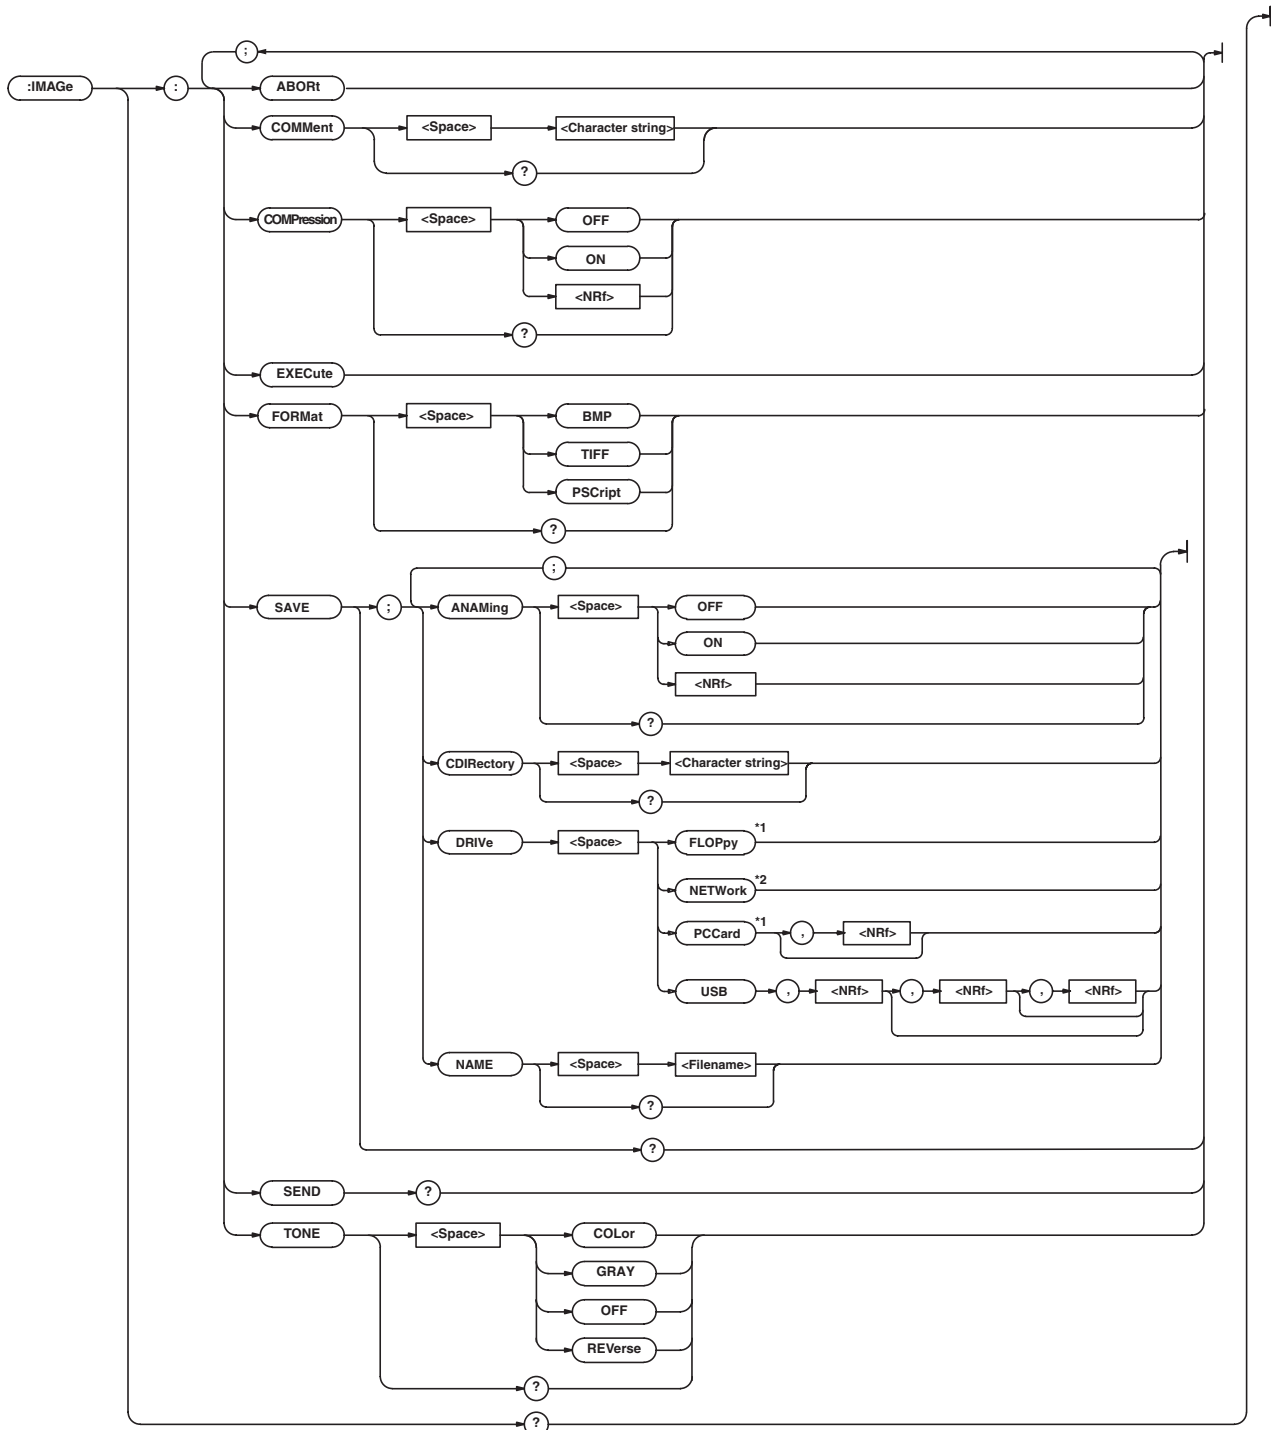 ;
:IMAGe : ABORt
COMMent <Space> <Character string>
?
COMPression <Space> OFF
ON
<NRf>
?
EXECute
FORMat <Space> BMP
TIFF
PSCript
?
;
SAVE ; ANAMing <Space> OFF
ON
<NRf>
?
CDIRectory <Space> <Character string>
?
DRIVe <Space> FLOPpy *1
NETWork *2
PCCard *1 , <NRf>
USB , <NRf> , <NRf> , <NRf>
NAME <Space> <Filename>
?
?
SEND ?
TONE <Space> COLor
GRAY
OFF
REVerse
?
?